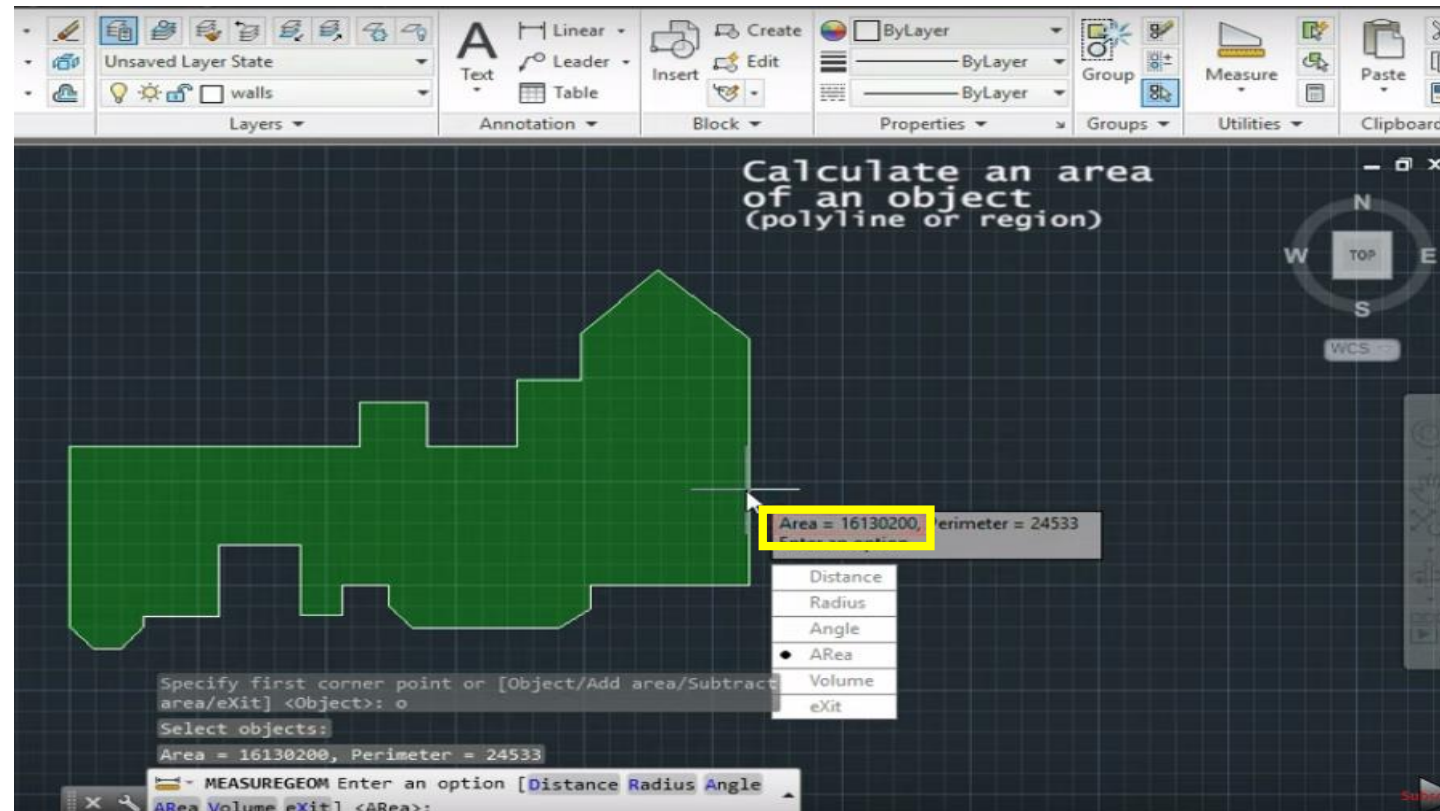 Linear
Create
ByLayer
Unsaved Layer State
Text
Leader
Insert
Edit
ByLayer
Group
Measure
Paste
walls
Table
ByLayer
Layers
Annotation
Block
Properties
Groups
Utilities
Calculate an area
of an object
(polyline or region)
N
W
TOP
E
S
WCS
Area = 16130200, Perimeter = 24533
Enter an option
Distance
Radius
Angle
ARea
Volume
eXit
Specify first corner point or [Object/Add area/Subtract
area/eXit] <Object>: o
Select objects:
Area = 16130200, Perimeter = 24533
MEASUREGEOM Enter an option [Distance Radius Angle
ARea Volume eXit] <ARea>: